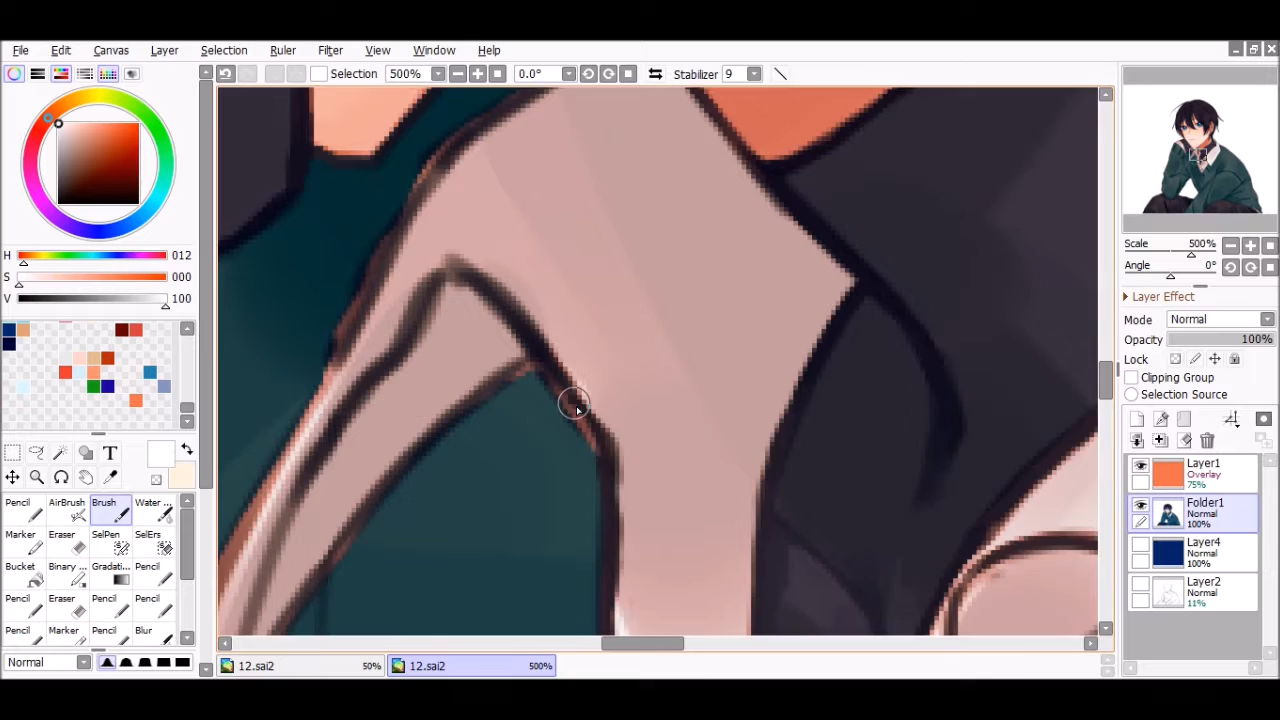 File Edit Canvas Layer Selection Ruler Filter View Window Help
Selection 500% 0.0° Stabilizer 9
H 012
S 000
V 100
T
Pencil AirBrush Brush Water ...
Marker Eraser SelPen SelErs
Bucket Binary ... Gradati... Pencil
Pencil Eraser Pencil Pencil
Pencil Marker Pencil Blur
Normal
12.sai2 50% 12.sai2 500%
Scale 500%
Angle 0°
Layer Effect
Mode Normal
Opacity 100%
Lock
Clipping Group
Selection Source
Layer1
Overlay
75%
Folder1
Normal
100%
Layer4
Normal
100%
Layer2
Normal
11%